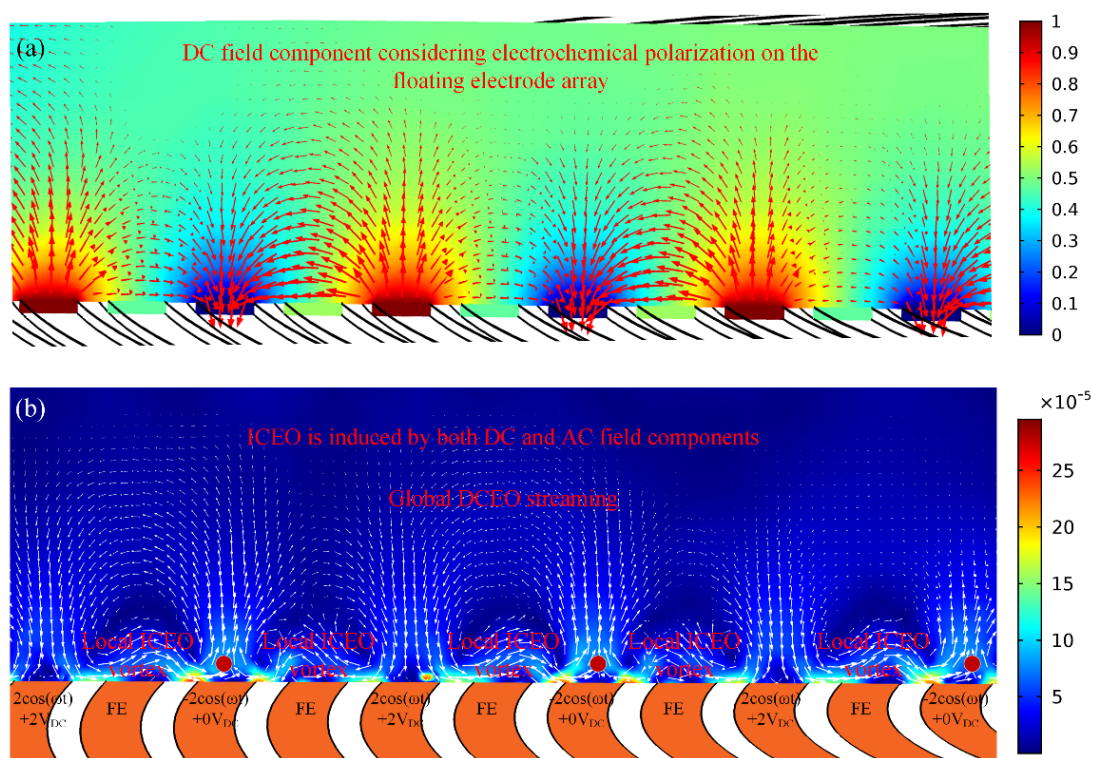 (a)
DC field component considering electrochemical polarization on the
floating electrode array
1
0.9
0.8
0.7
0.6
0.5
0.4
0.3
0.2
0.1
0
(b)
ICEO is induced by both DC and AC field components
Global DCEO streaming
×10⁻⁵
25
20
15
10
5
Local ICEO
vortex
Local ICEO
vortex
Local ICEO
vortex
Local ICEO
vortex
Local ICEO
vortex
2cos(ωt)
+2V_DC
FE
-2cos(ωt)
+0V_DC
FE
2cos(ωt)
+2V_DC
FE
-2cos(ωt)
+0V_DC
FE
2cos(ωt)
+2V_DC
FE
-2cos(ωt)
+0V_DC